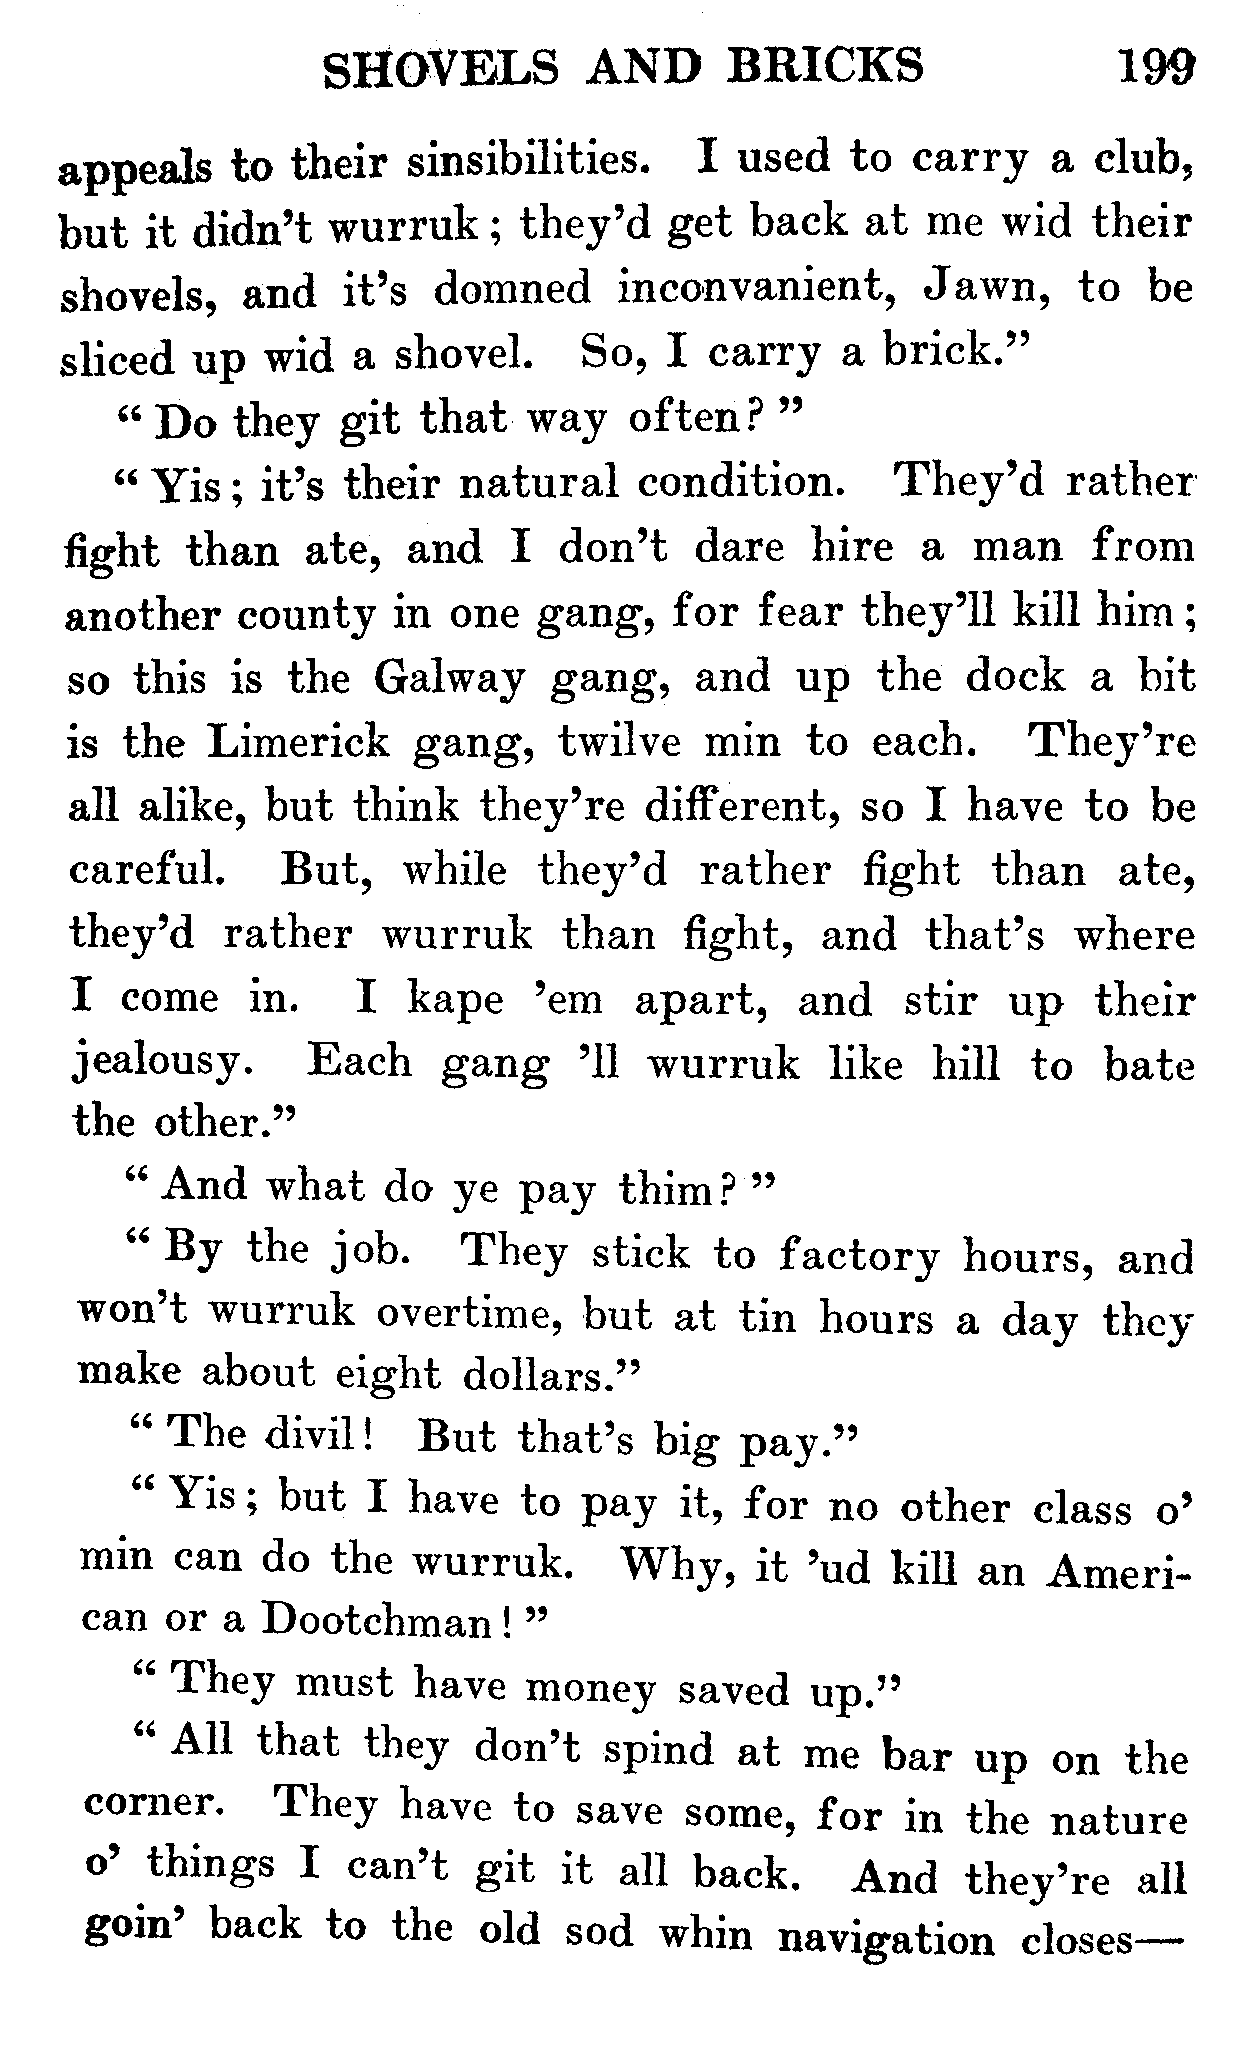 SHOVELS AND BRICKS 199
appeals to their sinsibilities. I used to carry a club,
but it didn't wurruk; they'd get back at me wid their
shovels, and it's domned inconvanient, Jawn, to be
sliced up wid a shovel. So, I carry a brick."
"Do they git that way often?"
"Yis; it's their natural condition. They'd rather
fight than ate, and I don't dare hire a man from
another county in one gang, for fear they'll kill him;
so this is the Galway gang, and up the dock a bit
is the Limerick gang, twilve min to each. They're
all alike, but think they're different, so I have to be
careful. But, while they'd rather fight than ate,
they'd rather wurruk than fight, and that's where
I come in. I kape 'em apart, and stir up their
jealousy. Each gang 'll wurruk like hill to bate
the other."
"And what do ye pay thim?"
"By the job. They stick to factory hours, and
won't wurruk overtime, but at tin hours a day they
make about eight dollars."
"The divil! But that's big pay."
"Yis; but I have to pay it, for no other class o'
min can do the wurruk. Why, it 'ud kill an Ameri-
can or a Dootchman!"
"They must have money saved up."
"All that they don't spind at me bar up on the
corner. They have to save some, for in the nature
o' things I can't git it all back. And they're all
goin' back to the old sod whin navigation closes—